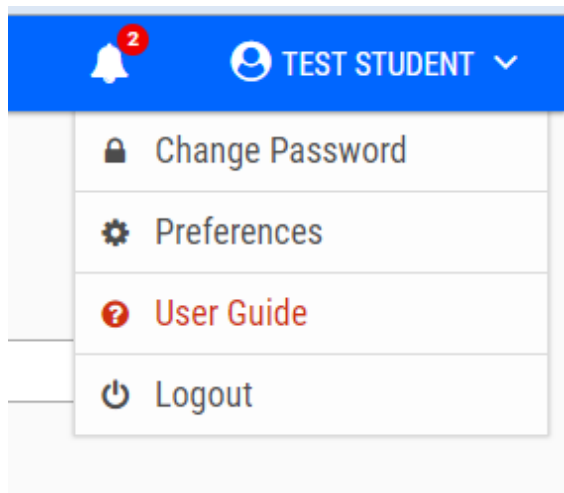 2
TEST STUDENT
Change Password
Preferences
User Guide
Logout